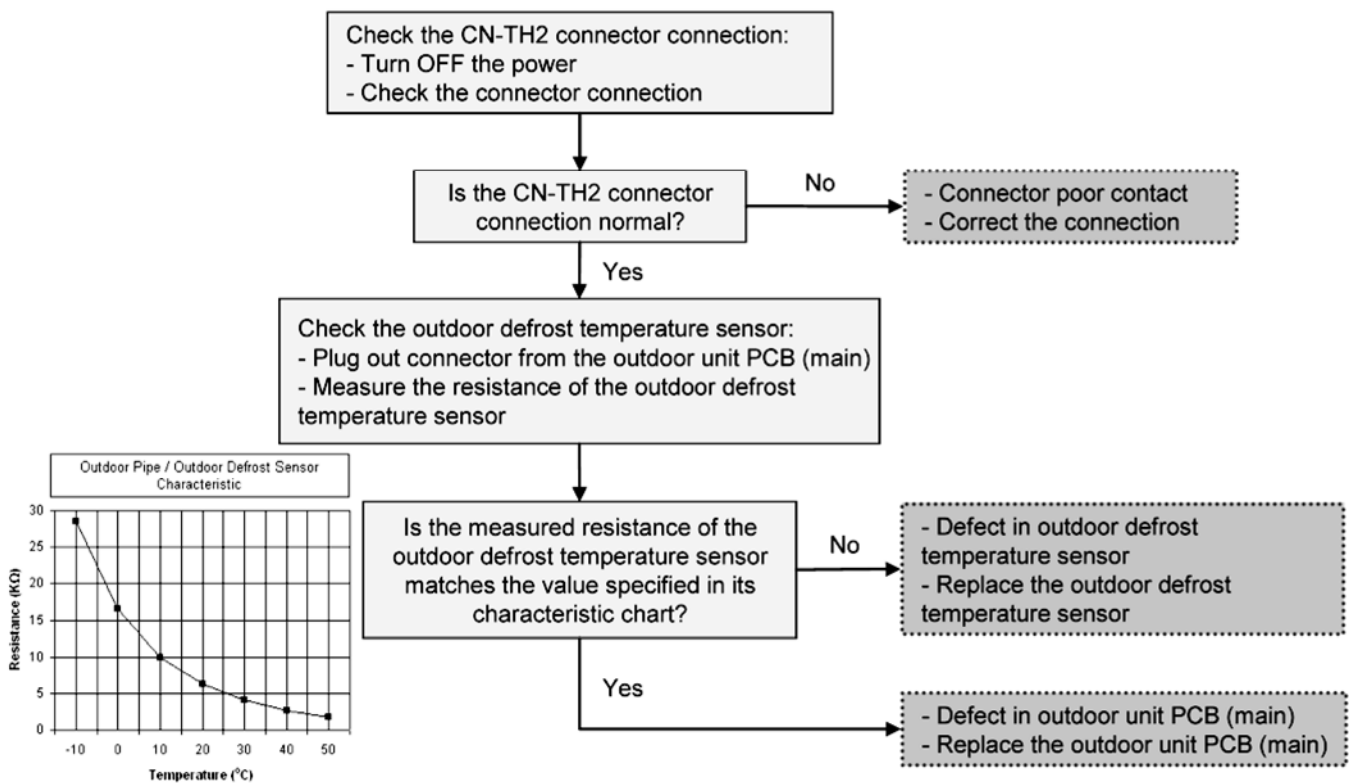 Check the CN-TH2 connector connection:
- Turn OFF the power
- Check the connector connection
Is the CN-TH2 connector
connection normal?
No
- Connector poor contact
- Correct the connection
Yes
Check the outdoor defrost temperature sensor:
- Plug out connector from the outdoor unit PCB (main)
- Measure the resistance of the outdoor defrost
temperature sensor
Outdoor Pipe / Outdoor Defrost Sensor
Characteristic
30
25
20
15
10
5
0
Resistance (KΩ)
-10 0 10 20 30 40 50
Temperature (⁰C)
Is the measured resistance of the
outdoor defrost temperature sensor
matches the value specified in its
characteristic chart?
No
- Defect in outdoor defrost
temperature sensor
- Replace the outdoor defrost
temperature sensor
Yes
- Defect in outdoor unit PCB (main)
- Replace the outdoor unit PCB (main)